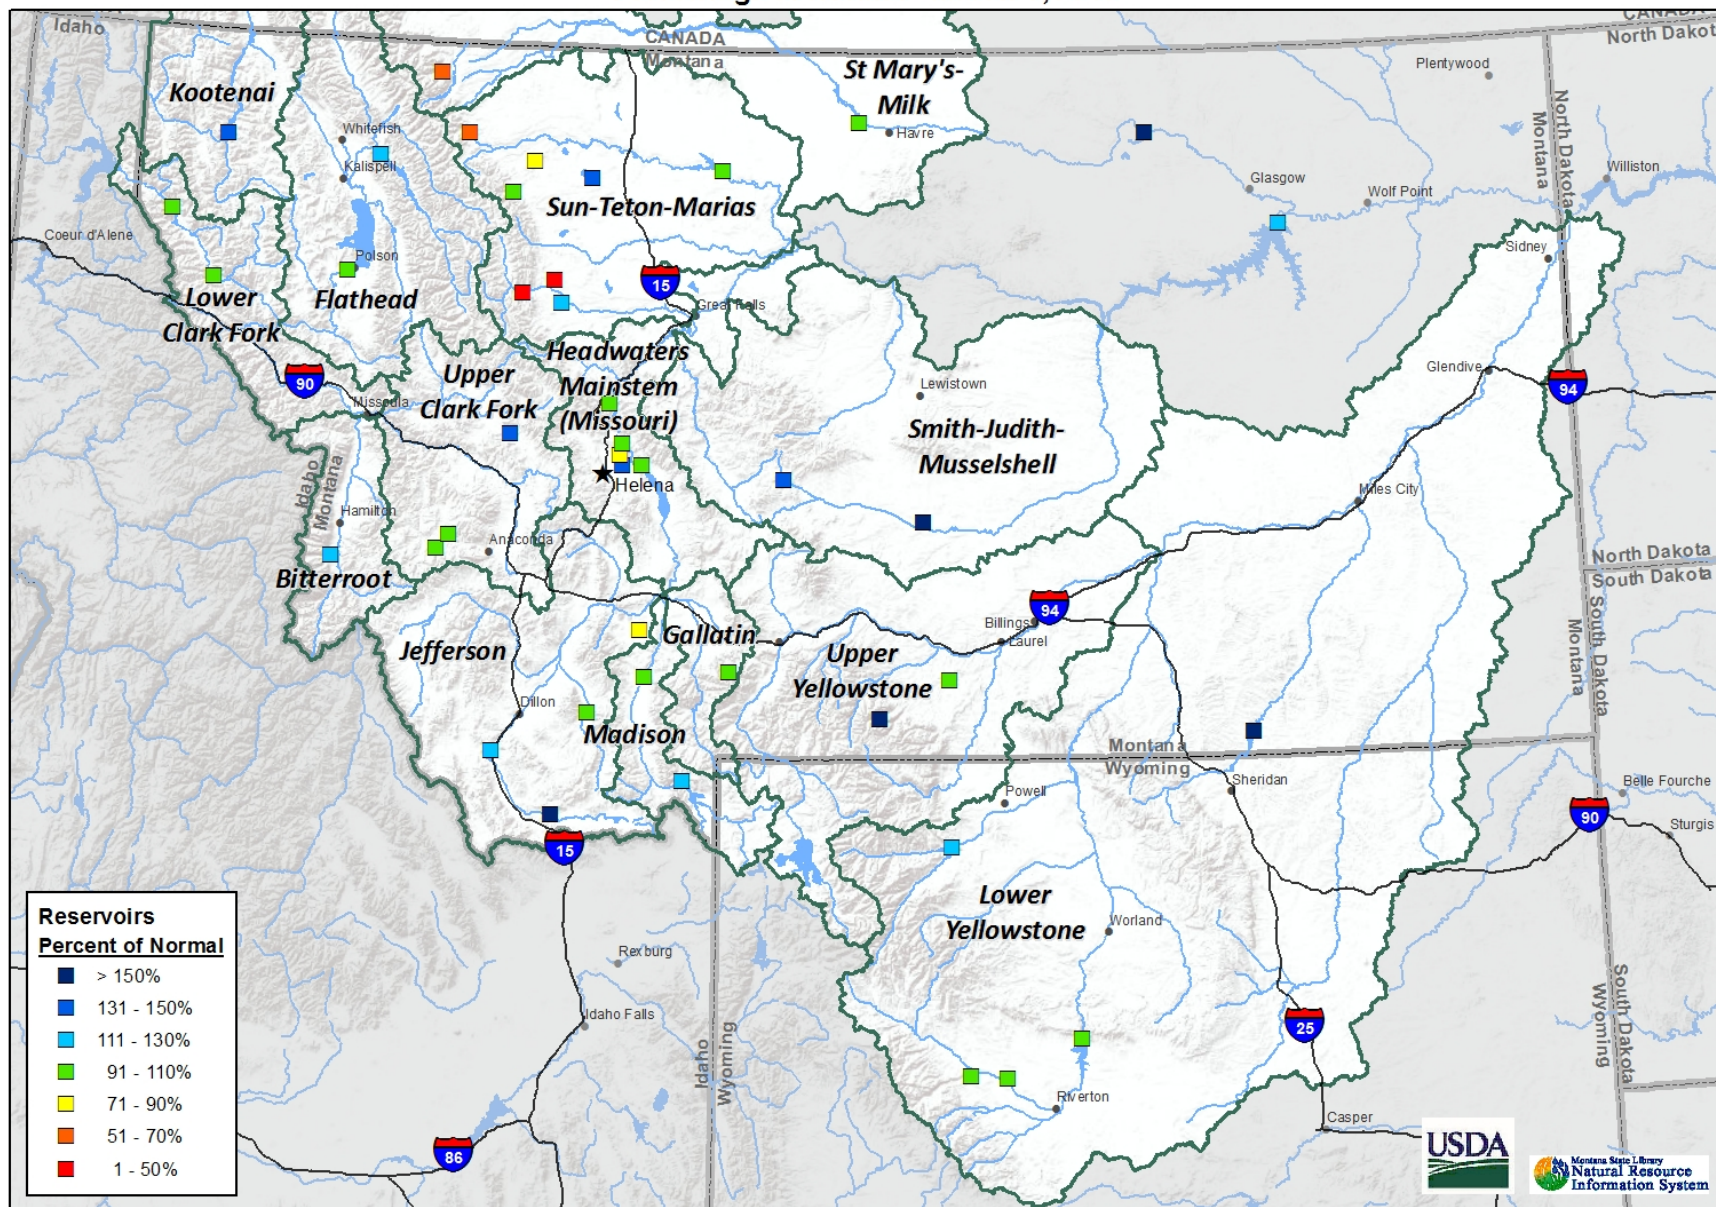 Idaho
CANADA
Montana
CANADA
North Dakot
Kootenai
St Mary's-
Milk
Plentywood
Whitefish
Kalispell
Havre
North Dakota
Montana
Glasgow
Wolf Point
Williston
Sun-Teton-Marias
Coeur d'Alene
Polson
Sidney
Lower
Clark Fork
Flathead
15
Great Falls
Headwaters
Mainstem
(Missouri)
Upper
Clark Fork
90
Missoula
Lewistown
Glendive
94
Smith-Judith-
Musselshell
Idaho
Montana
Helena
Miles City
Hamilton
Anaconda
Bitterroot
North Dakota
South Dakota
94
Billings
Laurel
Jefferson
Gallatin
Upper
Yellowstone
South Dakota
Montana
Dillon
Madison
Montana
Wyoming
Sheridan
Powell
Belle Fourche
90
Sturgis
15
Lower
Yellowstone
Worland
Reservoirs
Percent of Normal
> 150%
131 - 150%
111 - 130%
91 - 110%
71 - 90%
51 - 70%
1 - 50%
Rexburg
Idaho Falls
Idaho
Wyoming
25
South Dakota
Wyoming
Riverton
Casper
86
USDA
Montana State Library
Natural Resource
Information System